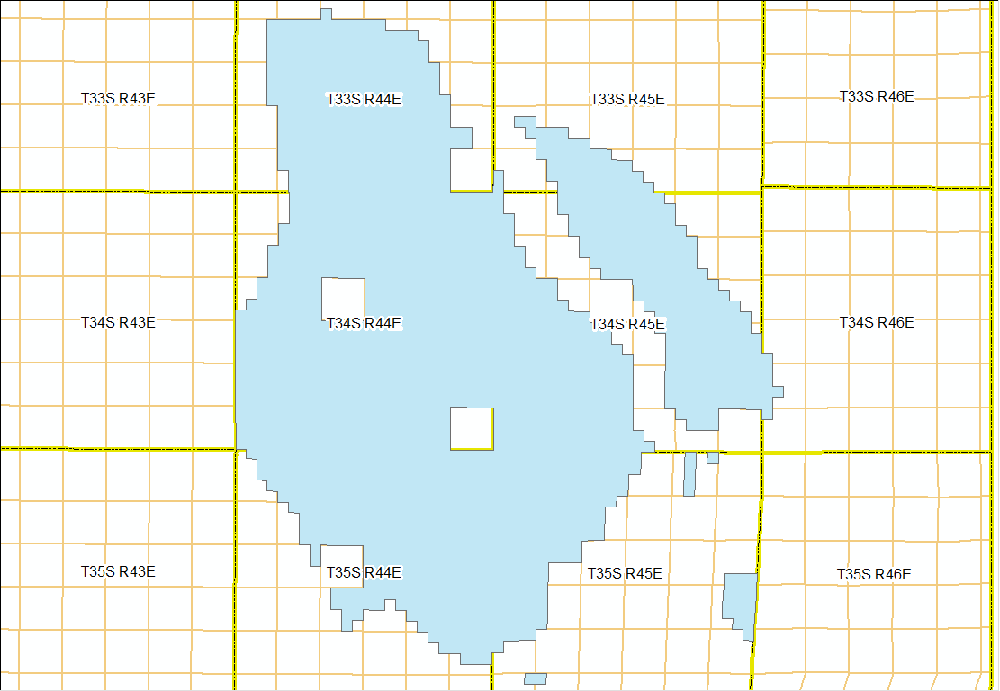 T33S R43E
T33S R44E
T33S R45E
T33S R46E
T34S R43E
T34S R44E
T34S R45E
T34S R46E
T35S R43E
T35S R44E
T35S R45E
T35S R46E